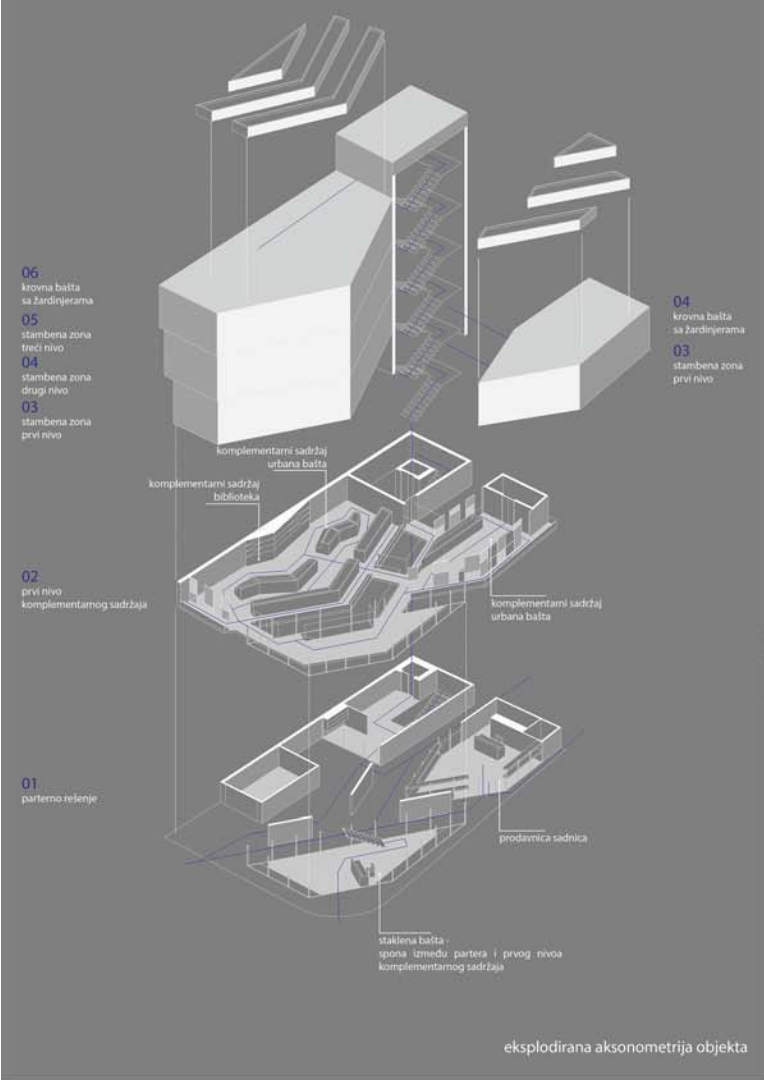 06
krovna bašta
sa žardinjerama
05
stambena zona
treći nivo
04
stambena zona
drugi nivo
03
stambena zona
prvi nivo
04
krovna bašta
sa žardinjerama
03
stambena zona
prvi nivo
komplementarni sadržaj
urbana bašta
komplementarni sadržaj
biblioteka
02
prvi nivo
komplementarnog sadržaja
komplementarni sadržaj
urbana bašta
01
parterno rešenje
prodavnica sadnica
staklena bašta -
spona između partera i prvog nivoa
komplementarnog sadržaja
eksplodirana aksonometrija objekta